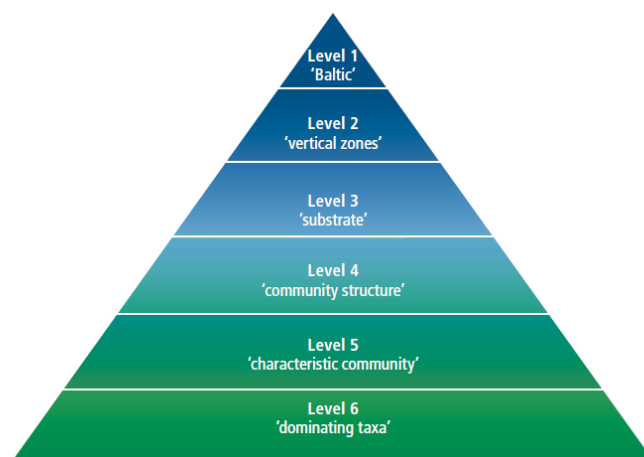 Level 1
‘Baltic’
Level 2
‘vertical zones’
Level 3
‘substrate’
Level 4
‘community structure’
Level 5
‘characteristic community’
Level 6
‘dominating taxa’